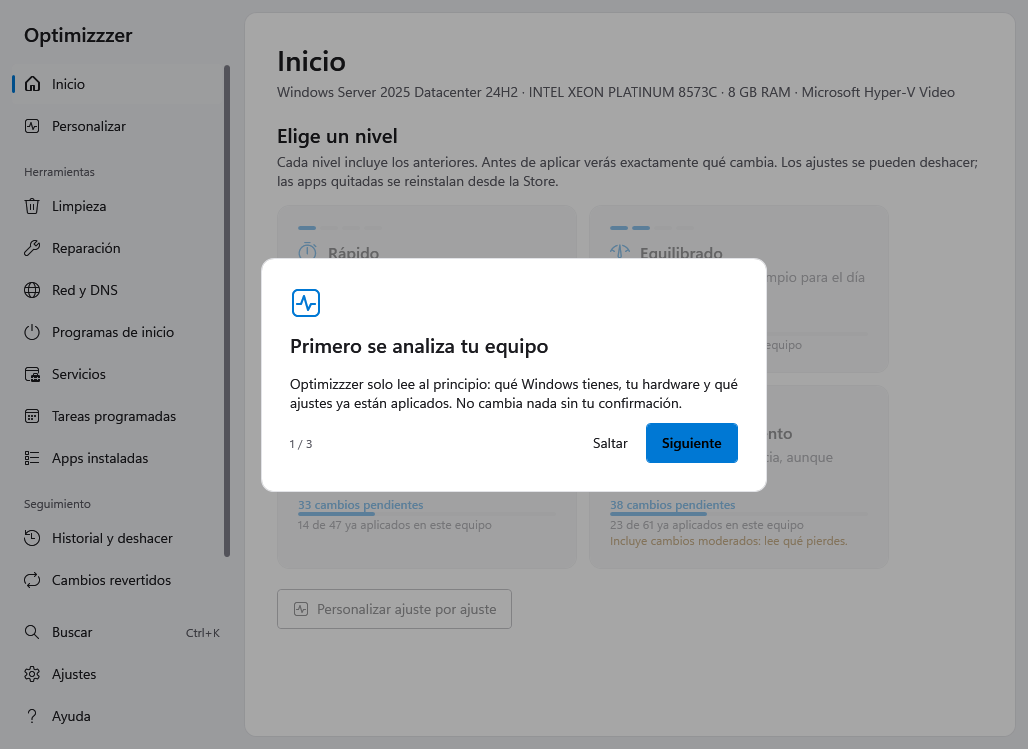 Optimizzzer
Inicio
Personalizar
Herramientas
Limpieza
Reparación
Red y DNS
Programas de inicio
Servicios
Tareas programadas
Apps instaladas
Seguimiento
Historial y deshacer
Cambios revertidos
Buscar Ctrl+K
Ajustes
Ayuda
Inicio
Windows Server 2025 Datacenter 24H2 · INTEL XEON PLATINUM 8573C · 8 GB RAM · Microsoft Hyper-V Video
Elige un nivel
Cada nivel incluye los anteriores. Antes de aplicar verás exactamente qué cambia. Los ajustes se pueden deshacer;
las apps quitadas se reinstalan desde la Store.
Rápido
Equilibrado
mpio para el día
equipo
nto
cia, aunque
Primero se analiza tu equipo
Optimizzzer solo lee al principio: qué Windows tienes, tu hardware y qué
ajustes ya están aplicados. No cambia nada sin tu confirmación.
1 / 3
Saltar
Siguiente
33 cambios pendientes
14 de 47 ya aplicados en este equipo
38 cambios pendientes
23 de 61 ya aplicados en este equipo
Incluye cambios moderados: lee qué pierdes.
Personalizar ajuste por ajuste